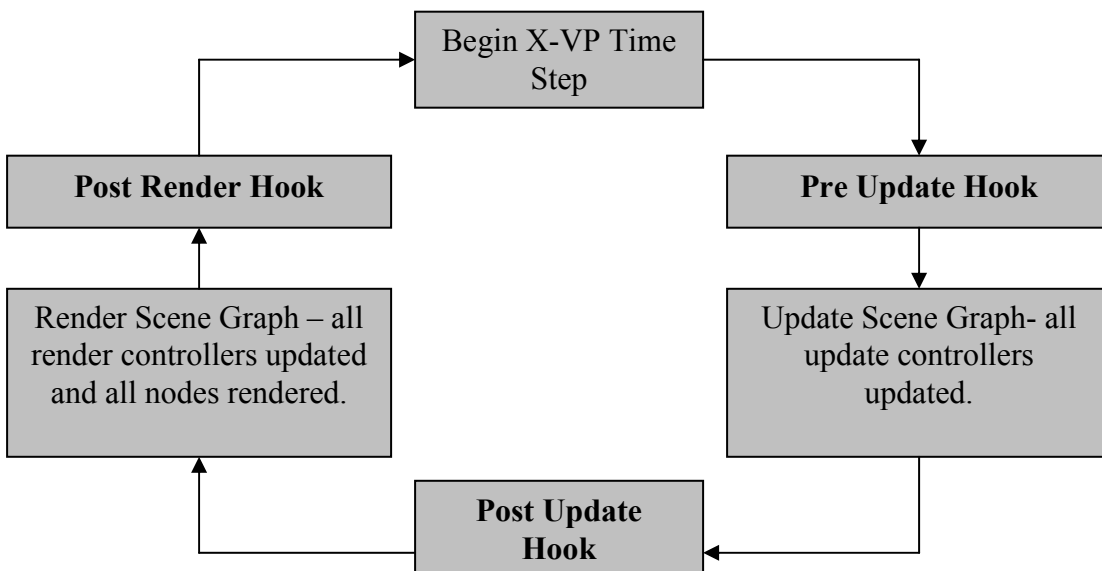 Begin X-VP Time
Step
Post Render Hook
Pre Update Hook
Render Scene Graph – all
render controllers updated
and all nodes rendered.
Update Scene Graph- all
update controllers
updated.
Post Update
Hook